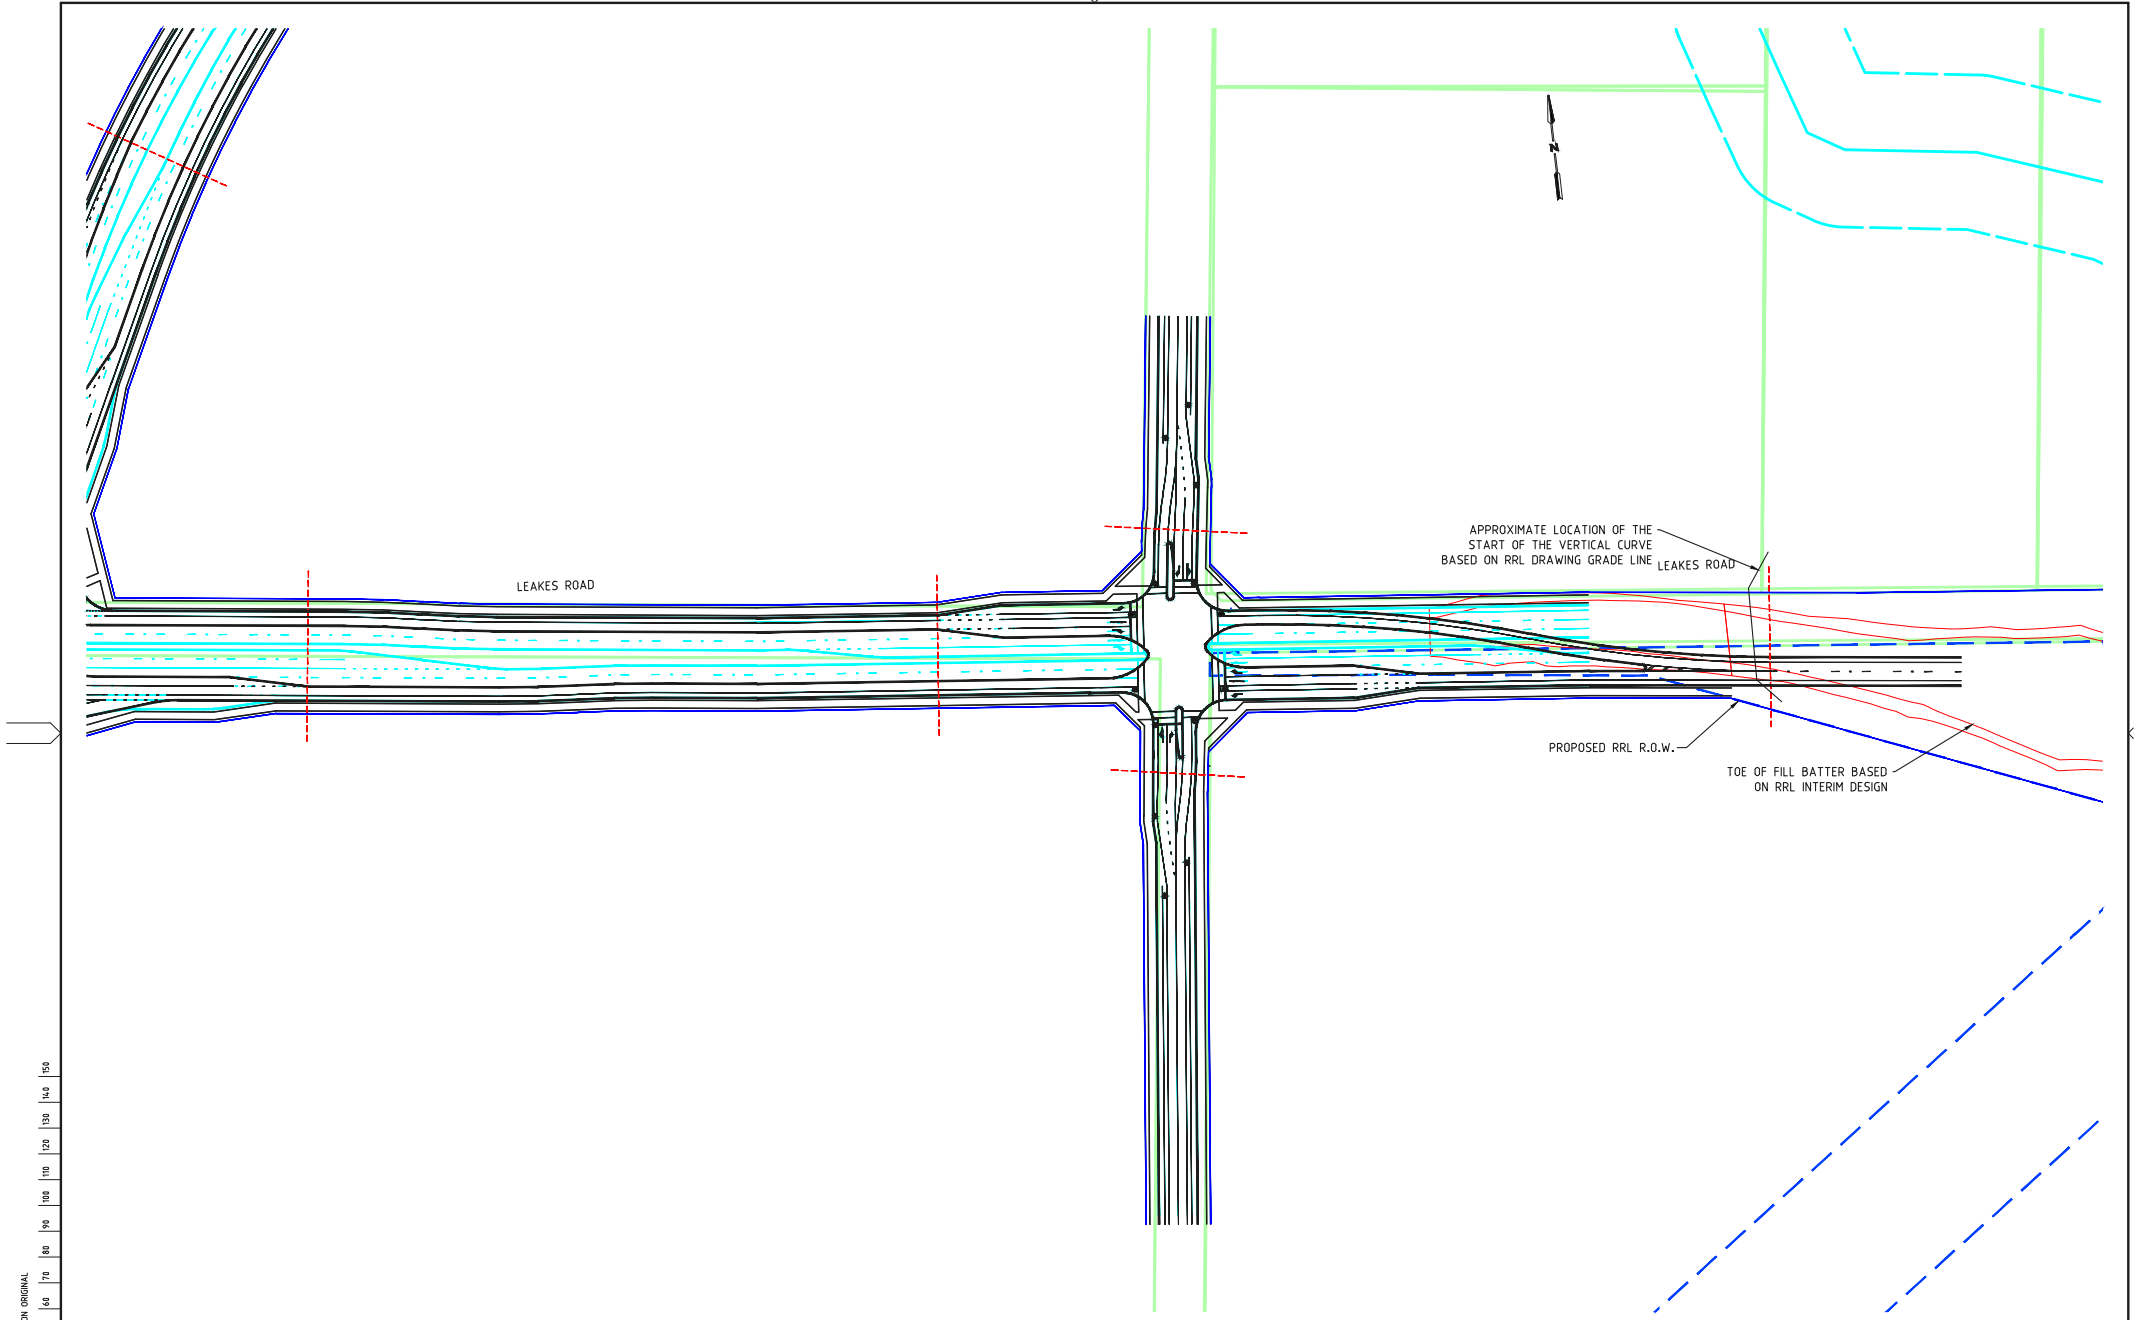 N
APPROXIMATE LOCATION OF THE
START OF THE VERTICAL CURVE
BASED ON RRL DRAWING GRADE LINE
LEAKES ROAD
LEAKES ROAD
PROPOSED RRL R.O.W.
TOE OF FILL BATTER BASED
ON RRL INTERIM DESIGN
150
140
130
120
110
100
90
80
70
60
ON ORIGINAL